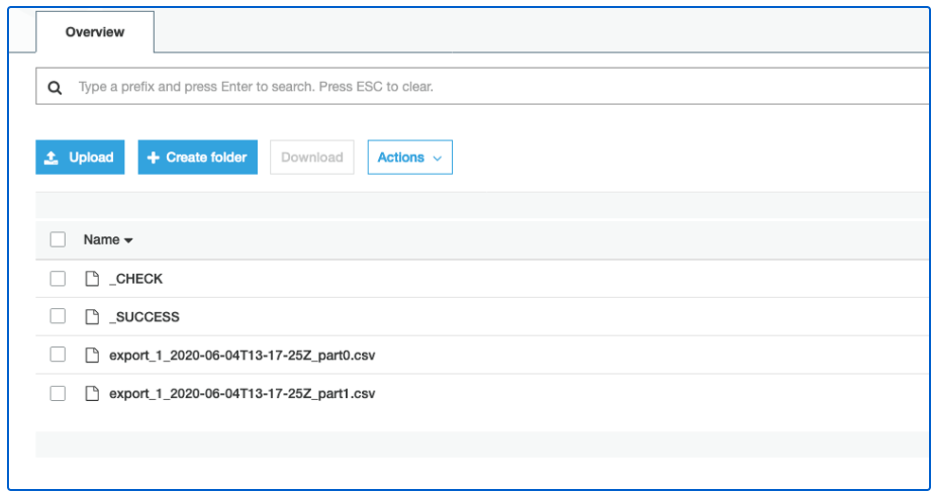 Overview
Type a prefix and press Enter to search. Press ESC to clear.
Upload Create folder Download Actions
Name
_CHECK
_SUCCESS
export_1_2020-06-04T13-17-25Z_part0.csv
export_1_2020-06-04T13-17-25Z_part1.csv